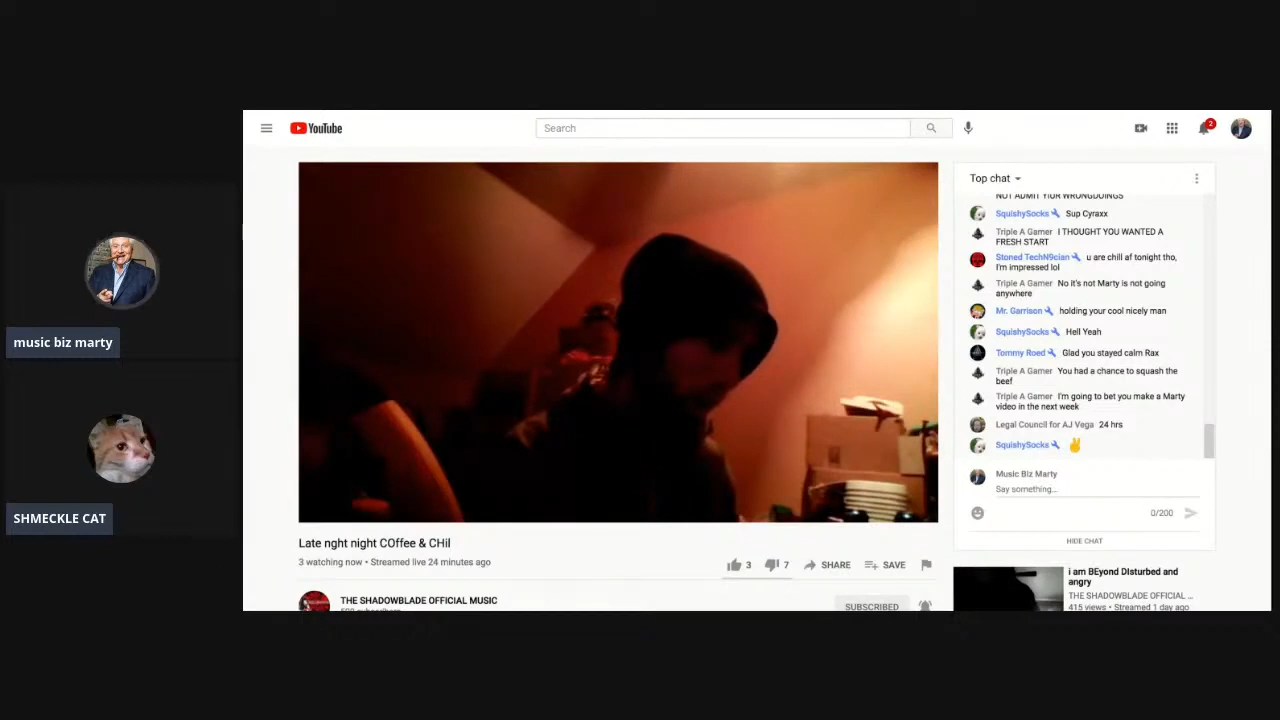 music biz marty
SHMECKLE CAT
YouTube
Search
2
Late nght night COffee & CHil
3 watching now • Streamed live 24 minutes ago
3
7
SHARE
SAVE
THE SHADOWBLADE OFFICIAL MUSIC
SUBSCRIBED
Top chat
NOT ADMIT YIUR WRONGDOINGS
SquishySocks Sup Cyraxx
Triple A Gamer I THOUGHT YOU WANTED A
FRESH START
Stoned TechN9cian u are chill af tonight tho,
I'm impressed lol
Triple A Gamer No it's not Marty is not going
anywhere
Mr. Garrison holding your cool nicely man
SquishySocks Hell Yeah
Tommy Roed Glad you stayed calm Rax
Triple A Gamer You had a chance to squash the
beef
Triple A Gamer I'm going to bet you make a Marty
video in the next week
Legal Council for AJ Vega 24 hrs
SquishySocks ✌
Music Biz Marty
Say something...
0/200
HIDE CHAT
i am BEyond DIsturbed and
angry
THE SHADOWBLADE OFFICIAL ...
415 views • Streamed 1 day ago